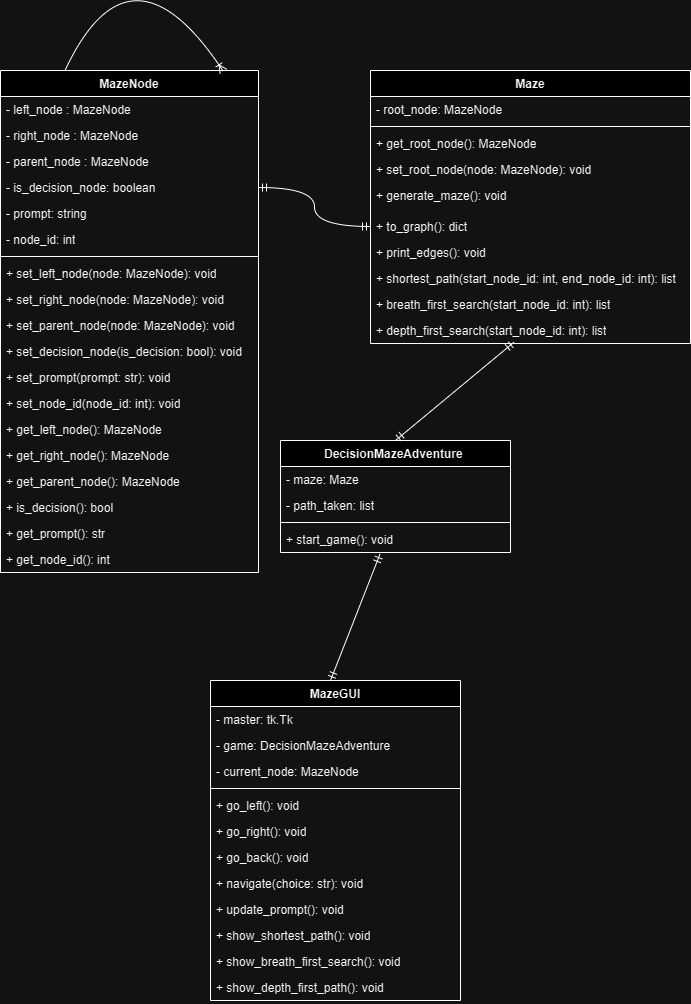 MazeNode
- left_node : MazeNode
- right_node : MazeNode
- parent_node : MazeNode
- is_decision_node: boolean
- prompt: string
- node_id: int
+ set_left_node(node: MazeNode): void
+ set_right_node(node: MazeNode): void
+ set_parent_node(node: MazeNode): void
+ set_decision_node(is_decision: bool): void
+ set_prompt(prompt: str): void
+ set_node_id(node_id: int): void
+ get_left_node(): MazeNode
+ get_right_node(): MazeNode
+ get_parent_node(): MazeNode
+ is_decision(): bool
+ get_prompt(): str
+ get_node_id(): int
Maze
- root_node: MazeNode
+ get_root_node(): MazeNode
+ set_root_node(node: MazeNode): void
+ generate_maze(): void
+ to_graph(): dict
+ print_edges(): void
+ shortest_path(start_node_id: int, end_node_id: int): list
+ breath_first_search(start_node_id: int): list
+ depth_first_search(start_node_id: int): list
DecisionMazeAdventure
- maze: Maze
- path_taken: list
+ start_game(): void
MazeGUI
- master: tk.Tk
- game: DecisionMazeAdventure
- current_node: MazeNode
+ go_left(): void
+ go_right(): void
+ go_back(): void
+ navigate(choice: str): void
+ update_prompt(): void
+ show_shortest_path(): void
+ show_breath_first_search(): void
+ show_depth_first_path(): void